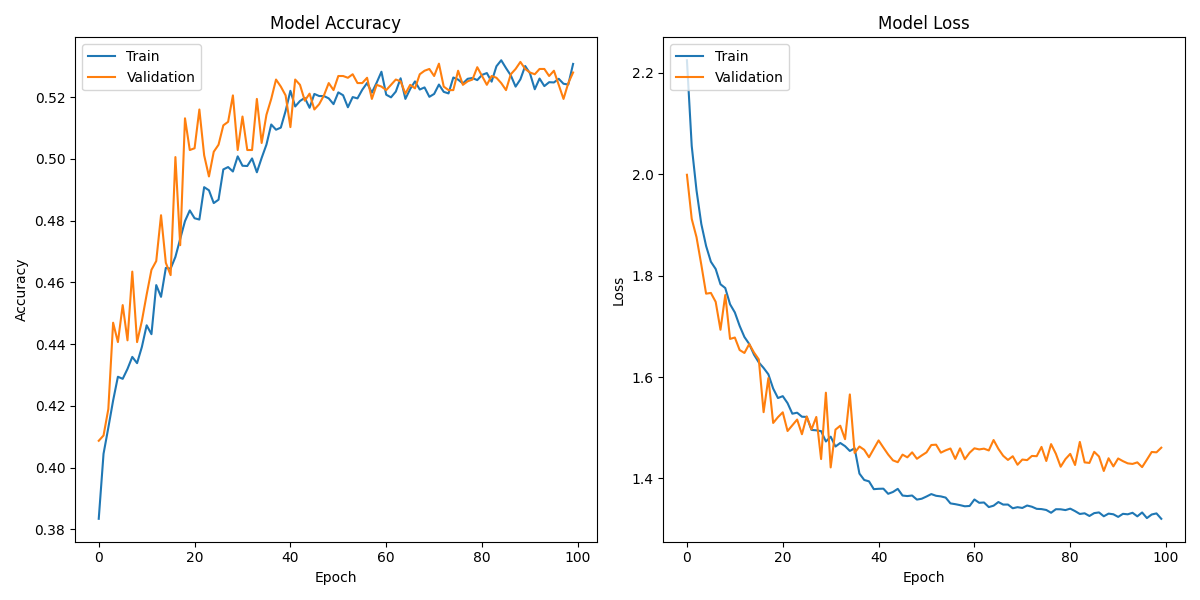 Model Accuracy
Train
Validation
0.52
0.50
0.48
0.46
0.44
0.42
0.40
0.38
Accuracy
0
20
40
60
80
100
Epoch
Model Loss
Train
Validation
2.2
2.0
1.8
1.6
1.4
Loss
0
20
40
60
80
100
Epoch